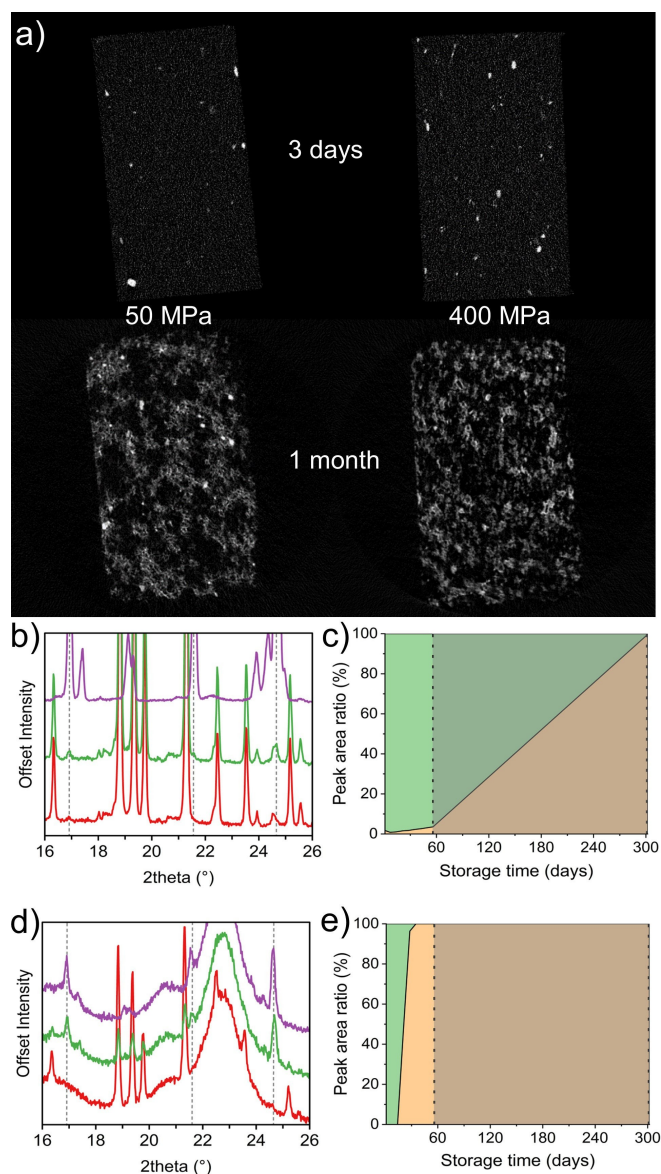 a)
3 days
50 MPa 400 MPa
1 month
b)
Offset Intensity
16 18 20 22 24 26
2theta (°)
c)
Peak area ratio (%)
100
80
60
40
20
0
0 60 120 180 240 300
Storage time (days)
d)
Offset Intensity
16 18 20 22 24 26
2theta (°)
e)
Peak area ratio (%)
100
80
60
40
20
0
0 60 120 180 240 300
Storage time (days)